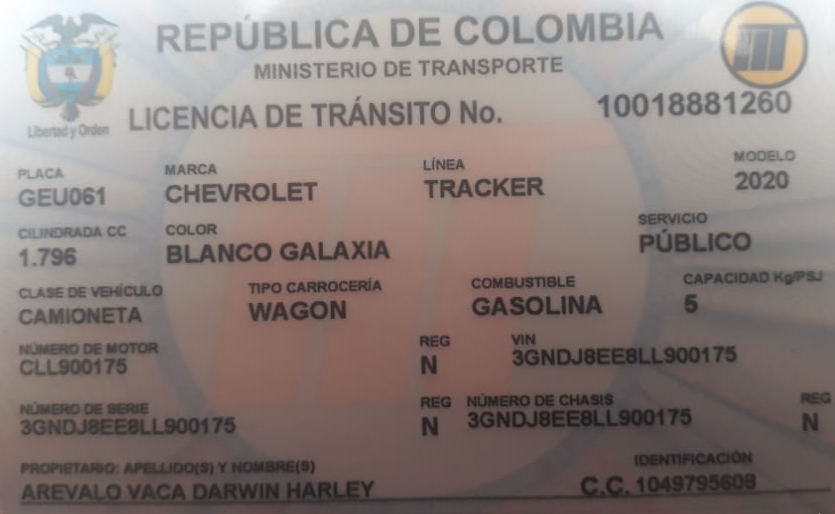 REPÚBLICA DE COLOMBIA
MINISTERIO DE TRANSPORTE
Libertad y Orden
LICENCIA DE TRÁNSITO No. 10018881260
PLACA MARCA LÍNEA MODELO
GEU061 CHEVROLET TRACKER 2020
CILINDRADA CC COLOR SERVICIO
1.796 BLANCO GALAXIA PÚBLICO
CLASE DE VEHÍCULO TIPO CARROCERÍA COMBUSTIBLE CAPACIDAD Kg/PSJ
CAMIONETA WAGON GASOLINA 5
NÚMERO DE MOTOR REG VIN
CLL900175 N 3GNDJ8EE8LL900175
NÚMERO DE SERIE REG NÚMERO DE CHASIS REG
3GNDJ8EE8LL900175 N 3GNDJ8EE8LL900175 N
PROPIETARIO: APELLIDO(S) Y NOMBRE(S) IDENTIFICACIÓN
AREVALO VACA DARWIN HARLEY C.C. 1049795608